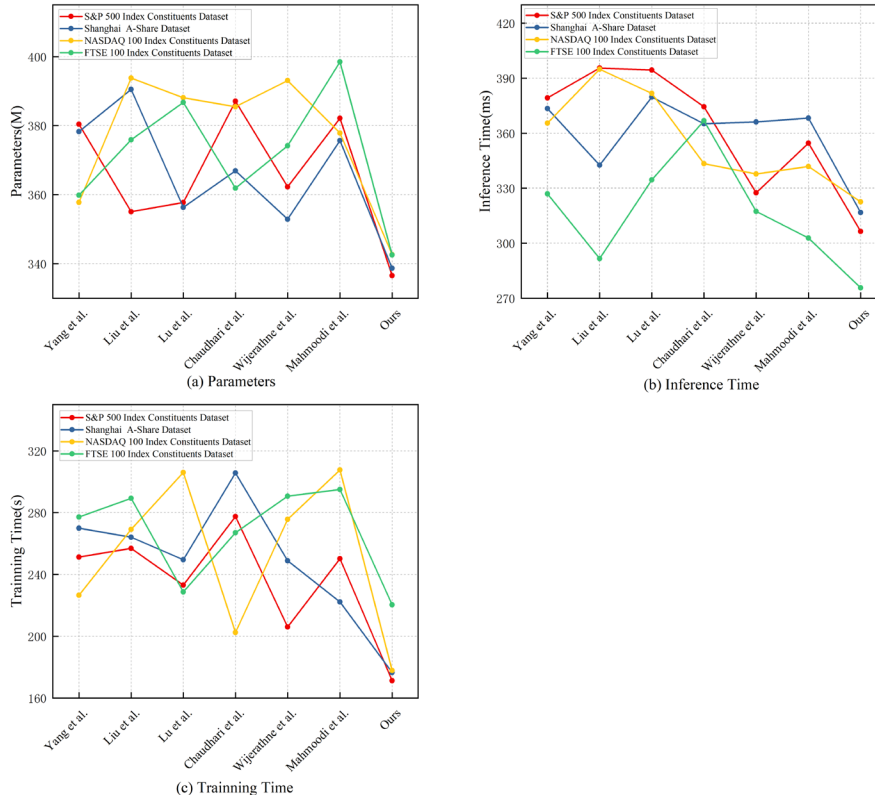 S&P 500 Index Constituents Dataset
Shanghai A-Share Dataset
NASDAQ 100 Index Constituents Dataset
FTSE 100 Index Constituents Dataset
Parameters(M)
400
380
360
340
Yang et al.
Liu et al.
Lu et al.
Chaudhari et al.
Wijerathne et al.
Mahmoodi et al.
Ours
(a) Parameters
S&P 500 Index Constituents Dataset
Shanghai A-Share Dataset
NASDAQ 100 Index Constituents Dataset
FTSE 100 Index Constituents Dataset
Inference Time(ms)
420
390
360
330
300
270
Yang et al.
Liu et al.
Lu et al.
Chaudhari et al.
Wijerathne et al.
Mahmoodi et al.
Ours
(b) Inference Time
S&P 500 Index Constituents Dataset
Shanghai A-Share Dataset
NASDAQ 100 Index Constituents Dataset
FTSE 100 Index Constituents Dataset
Trainning Time(s)
320
280
240
200
160
Yang et al.
Liu et al.
Lu et al.
Chaudhari et al.
Wijerathne et al.
Mahmoodi et al.
Ours
(c) Trainning Time